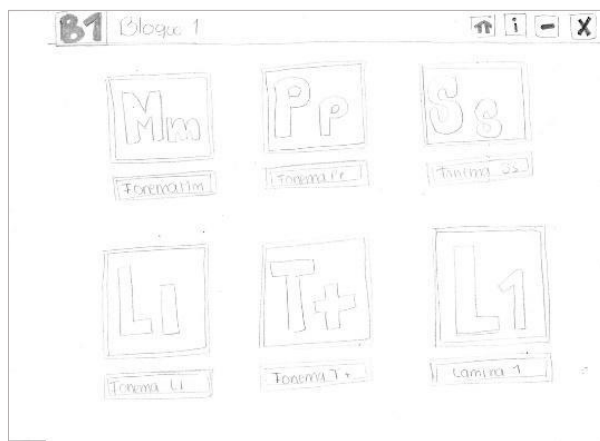 B1 Bloque 1 i - X
Mm Pp Ss
Fonema Mm Fonema Pp Fonema Ss
Ll Tt L1
Fonema Ll Fonema Tt Lamina 1